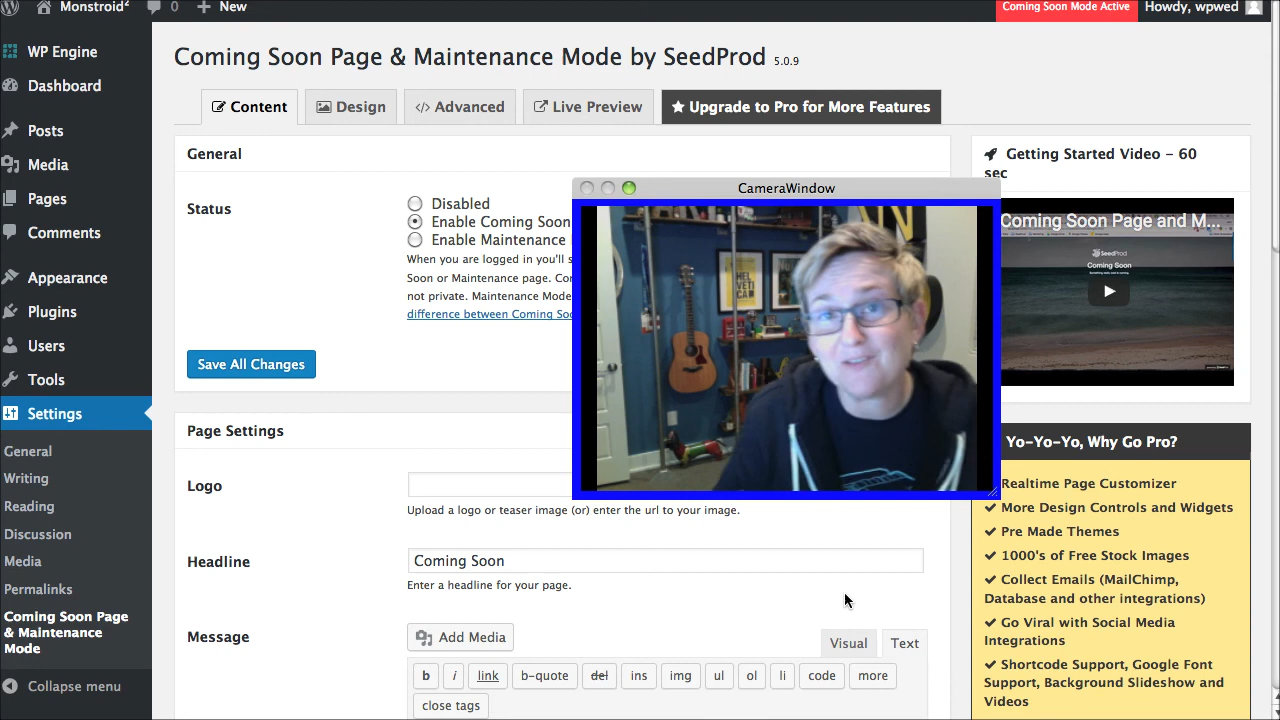 Monstroid²
0
New
Coming Soon Mode Active
Howdy, wpwed
WP Engine
Dashboard
Posts
Media
Pages
Comments
Appearance
Plugins
Users
Tools
Settings
General
Writing
Reading
Discussion
Media
Permalinks
Coming Soon Page
& Maintenance
Mode
Collapse menu
Coming Soon Page & Maintenance Mode by SeedProd 5.0.9
Content
Design
</> Advanced
Live Preview
Upgrade to Pro for More Features
General
Status
Disabled
Enable Coming Soon
Enable Maintenance
When you are logged in you'll s
Soon or Maintenance page. Co
not private. Maintenance Mode
difference between Coming Soo
Save All Changes
Page Settings
Logo
Upload a logo or teaser image (or) enter the url to your image.
Headline
Coming Soon
Enter a headline for your page.
Message
Add Media
Visual
Text
b
i
link
b-quote
del
ins
img
ul
ol
li
code
more
close tags
CameraWindow
HEL
VETI
CA
Getting Started Video – 60
sec
Coming Soon Page and M...
SeedProd
Coming Soon
Yo-Yo-Yo, Why Go Pro?
Realtime Page Customizer
More Design Controls and Widgets
Pre Made Themes
1000's of Free Stock Images
Collect Emails (MailChimp,
Database and other integrations)
Go Viral with Social Media
Integrations
Shortcode Support, Google Font
Support, Background Slideshow and
Videos